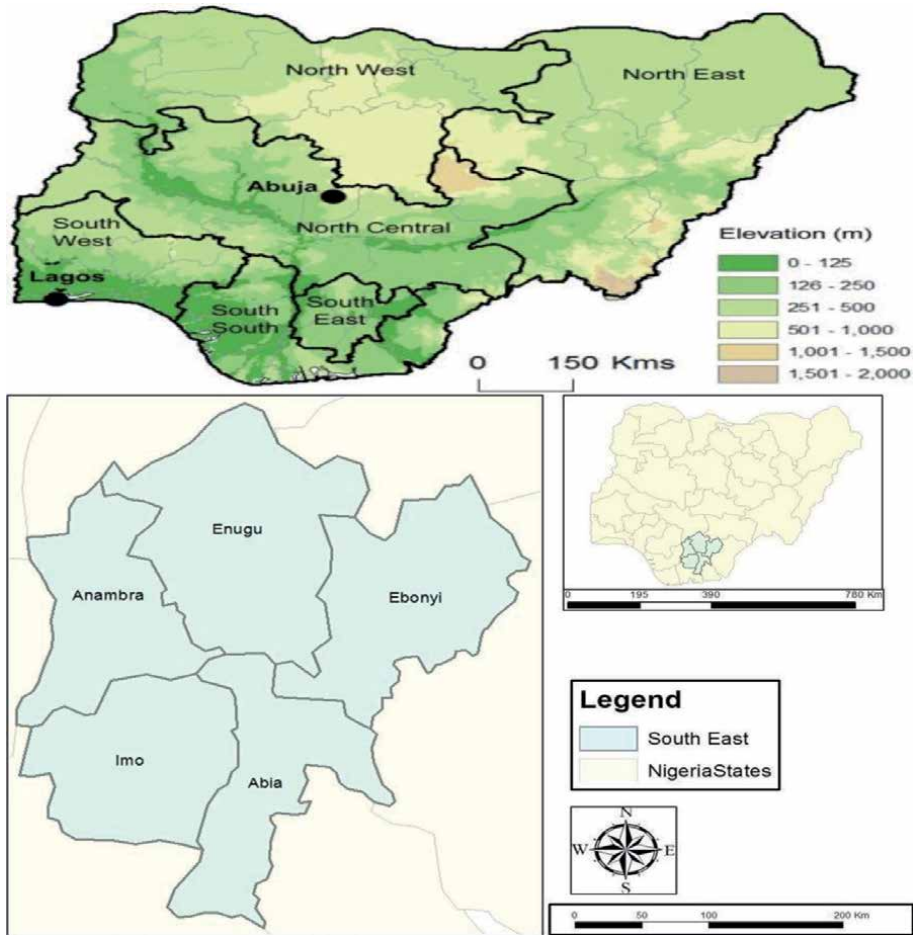 North West
North East
Abuja
North Central
South
West
Lagos
South
South
South
East
Elevation (m)
0 - 125
126 - 250
251 - 500
501 - 1,000
1,001 - 1,500
1,501 - 2,000
0 150 Kms
Enugu
Anambra
Ebonyi
Imo
Abia
0 195 390 780 Km
Legend
South East
NigeriaStates
N
W E
S
0 50 100 200 Km